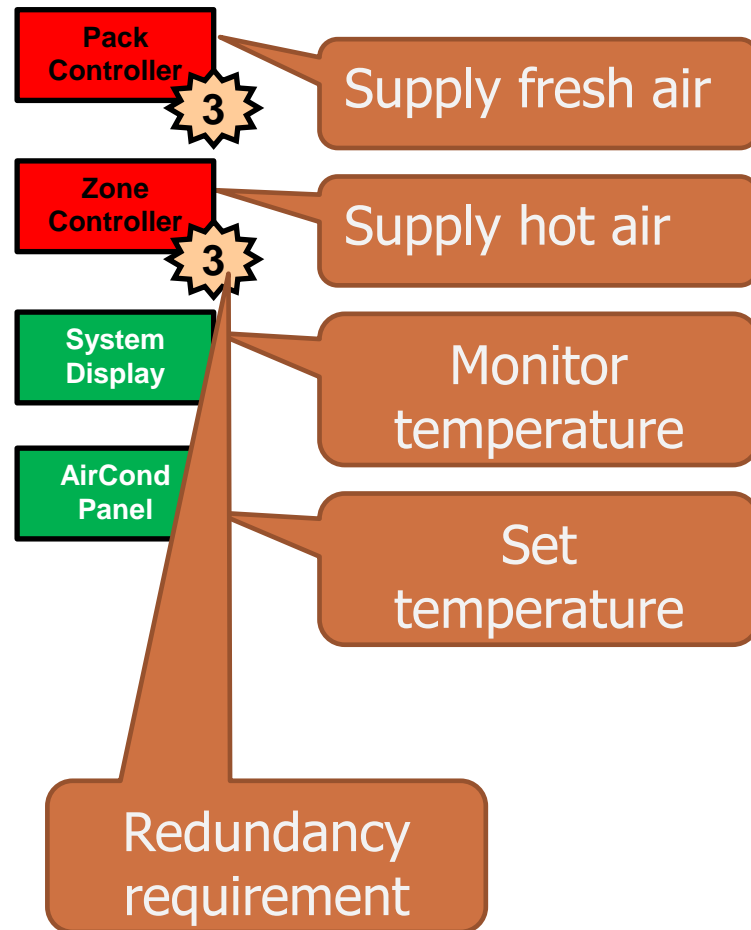 Pack
Controller
3
Supply fresh air
Zone
Controller
3
Supply hot air
System
Display
Monitor
temperature
AirCond
Panel
Set
temperature
Redundancy
requirement